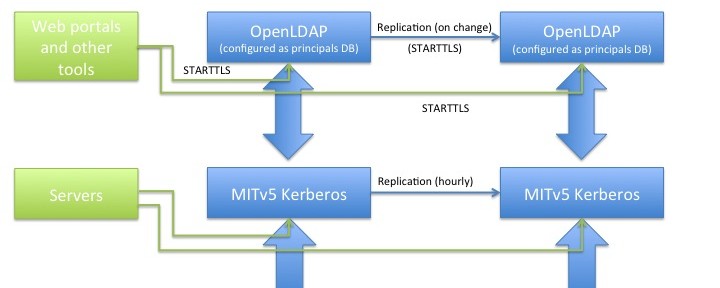 Web portals
and other
tools
OpenLDAP
(configured as principals DB)
Replication (on change)
(STARTTLS)
OpenLDAP
(configured as principals DB)
STARTTLS
STARTTLS
Servers
MITv5 Kerberos
Replication (hourly)
MITv5 Kerberos